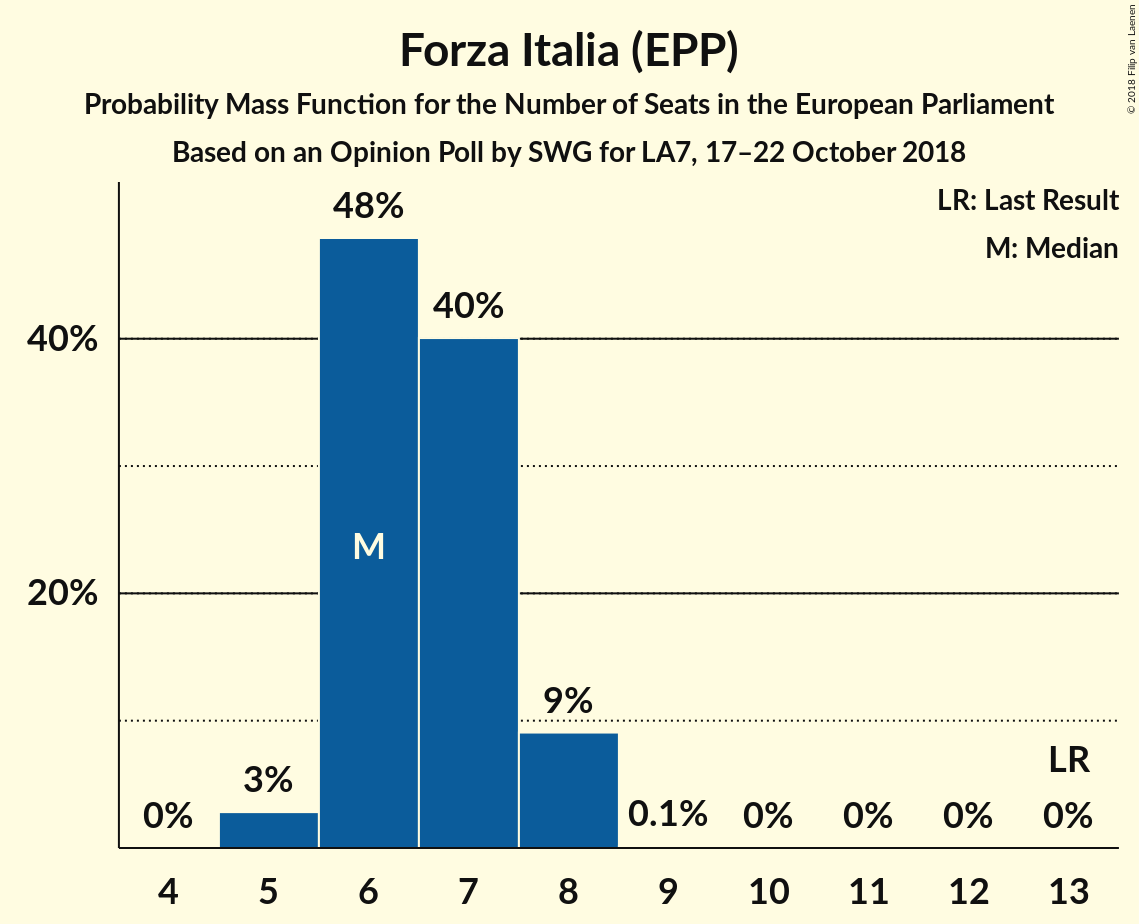 Forza Italia (EPP)
Probability Mass Function for the Number of Seats in the European Parliament
Based on an Opinion Poll by SWG for LA7, 17–22 October 2018
© 2018 Filip van Laenen
LR: Last Result
M: Median
40%
20%
0%
3%
48%
M
40%
9%
0.1%
0%
0%
0%
LR
0%
4 5 6 7 8 9 10 11 12 13